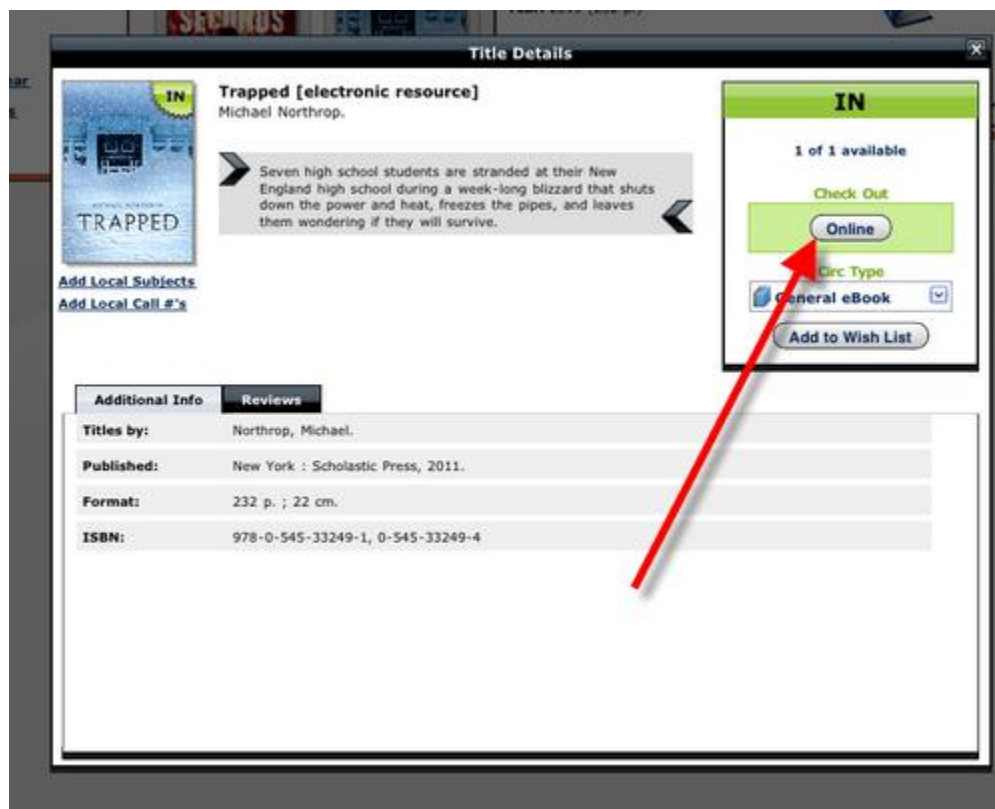 SECONDS
Title Details
IN
Trapped [electronic resource]
Michael Northrop.
Seven high school students are stranded at their New
England high school during a week-long blizzard that shuts
down the power and heat, freezes the pipes, and leaves
them wondering if they will survive.
TRAPPED
Add Local Subjects
Add Local Call #'s
IN
1 of 1 available
Check Out
Online
Circ Type
General eBook
Add to Wish List
Additional Info
Reviews
Titles by: Northrop, Michael.
Published: New York : Scholastic Press, 2011.
Format: 232 p. ; 22 cm.
ISBN: 978-0-545-33249-1, 0-545-33249-4